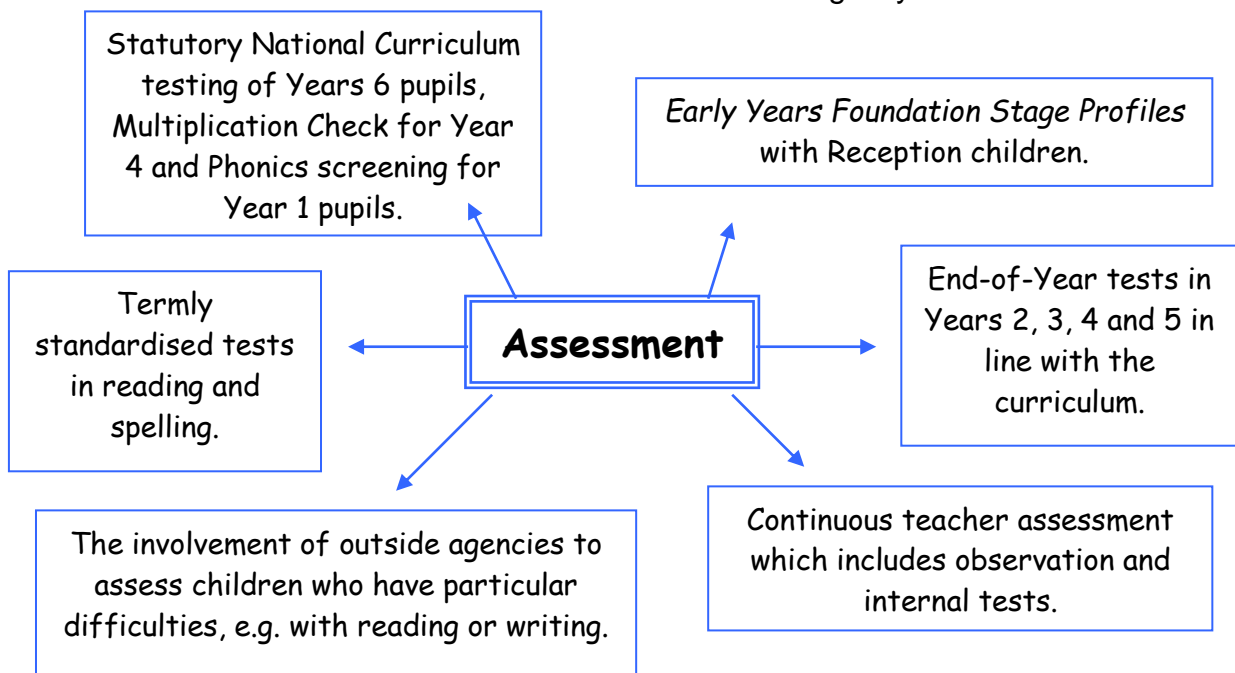 Statutory National Curriculum
testing of Years 6 pupils,
Multiplication Check for Year
4 and Phonics screening for
Year 1 pupils.
Early Years Foundation Stage Profiles
with Reception children.
Termly
standardised tests
in reading and
spelling.
Assessment
End-of-Year tests in
Years 2, 3, 4 and 5 in
line with the
curriculum.
The involvement of outside agencies to
assess children who have particular
difficulties, e.g. with reading or writing.
Continuous teacher assessment
which includes observation and
internal tests.